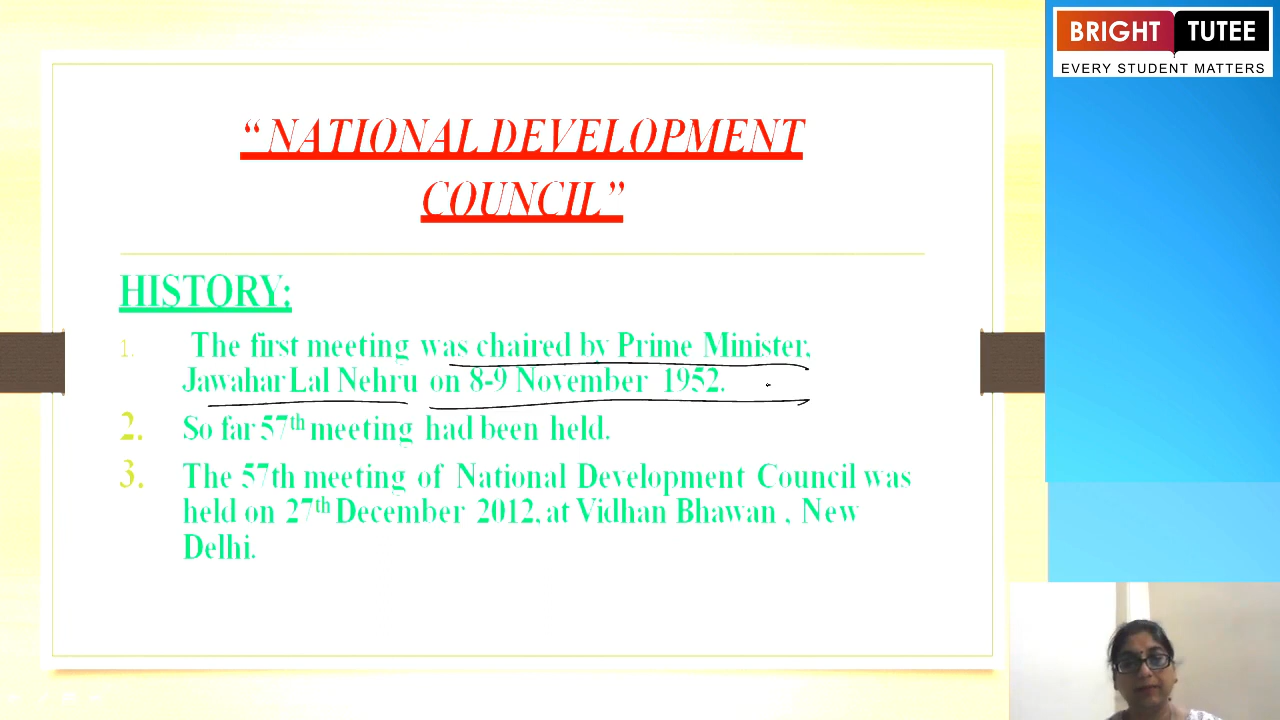 BRIGHT TUTEE
EVERY STUDENT MATTERS
“ NATIONAL DEVELOPMENT
COUNCIL”
HISTORY:
1. The first meeting was chaired by Prime Minister,
Jawahar Lal Nehru on 8-9 November 1952.
2. So far 57th meeting had been held.
3. The 57th meeting of National Development Council was
held on 27th December 2012, at Vidhan Bhawan , New
Delhi.